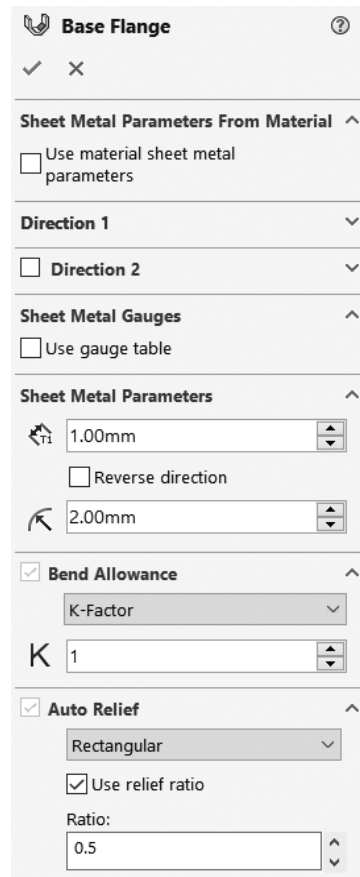 Base Flange
Sheet Metal Parameters From Material
Use material sheet metal
parameters
Direction 1
Direction 2
Sheet Metal Gauges
Use gauge table
Sheet Metal Parameters
T1 1.00mm
Reverse direction
2.00mm
Bend Allowance
K-Factor
K 1
Auto Relief
Rectangular
Use relief ratio
Ratio:
0.5